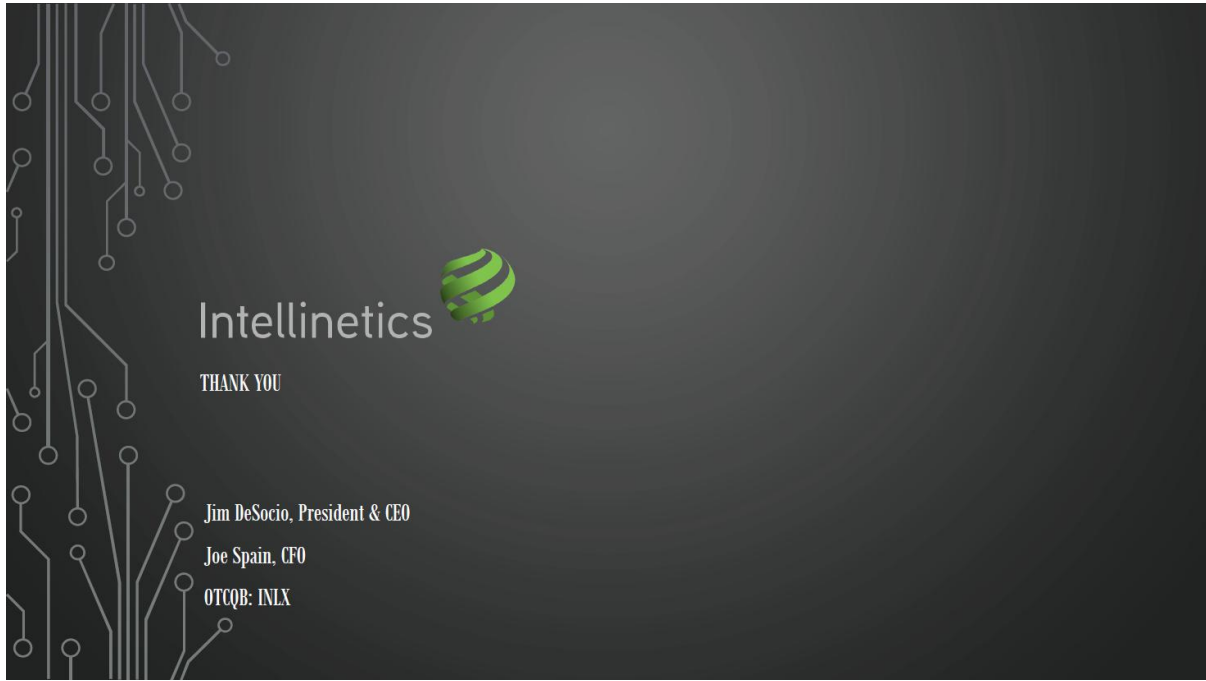 Intellinetics
THANK YOU
Jim DeSocio, President & CEO
Joe Spain, CFO
OTCQB: INLX